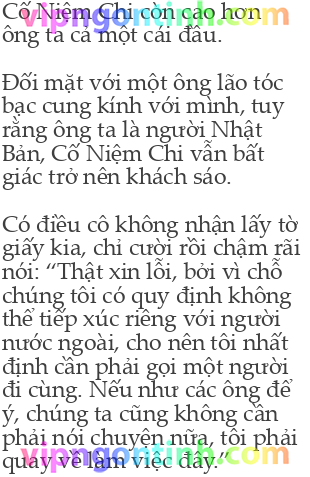 Cố Niệm Chi còn cao hơn
ông ta cả một cái đầu.
Đối mặt với một ông lão tóc
bạc cung kính với mình, tuy
rằng ông ta là người Nhật
Bản, Cố Niệm Chi vẫn bất
giác trở nên khách sáo.
Có điều cô không nhận lấy tờ
giấy kia, chỉ cười rồi chậm rãi
nói: “Thật xin lỗi, bởi vì chỗ
chúng tôi có quy định không
thể tiếp xúc riêng với người
nước ngoài, cho nên tôi nhất
định cần phải gọi một người
đi cùng. Nếu như các ông để
ý, chúng ta cũng không cần
phải nói chuyện nữa, tôi phải
quay về làm việc đây.”
vipngontinh.com
vipngontinh.com